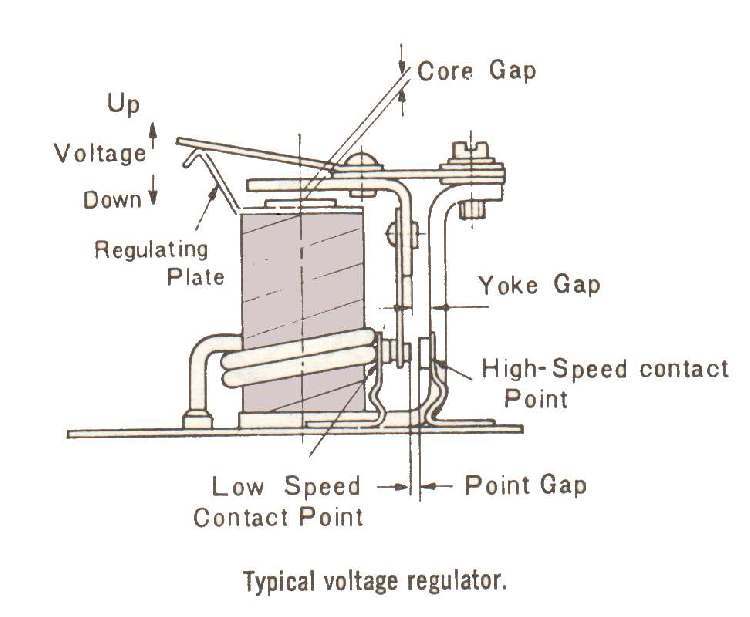 Core Gap
Up
Voltage
Down
Regulating
Plate
Yoke Gap
High-Speed contact
Point
Low Speed
Contact Point
Point Gap
Typical voltage regulator.